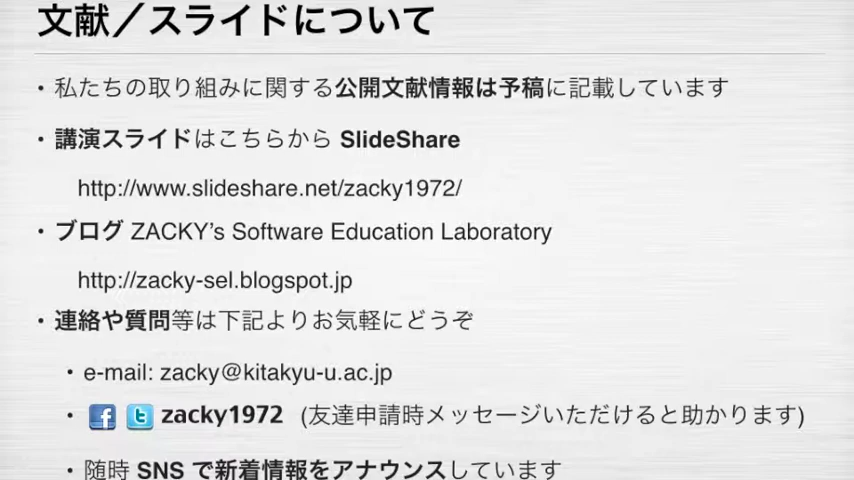 文献／スライドについて
・私たちの取り組みに関する公開文献情報は予稿に記載しています
・講演スライドはこちらから SlideShare
http://www.slideshare.net/zacky1972/
・ブログ ZACKY’s Software Education Laboratory
http://zacky-sel.blogspot.jp
・連絡や質問等は下記よりお気軽にどうぞ
・e-mail: zacky@kitakyu-u.ac.jp
・f t zacky1972 (友達申請時メッセージいただけると助かります)
・随時 SNS で新着情報をアナウンスしています